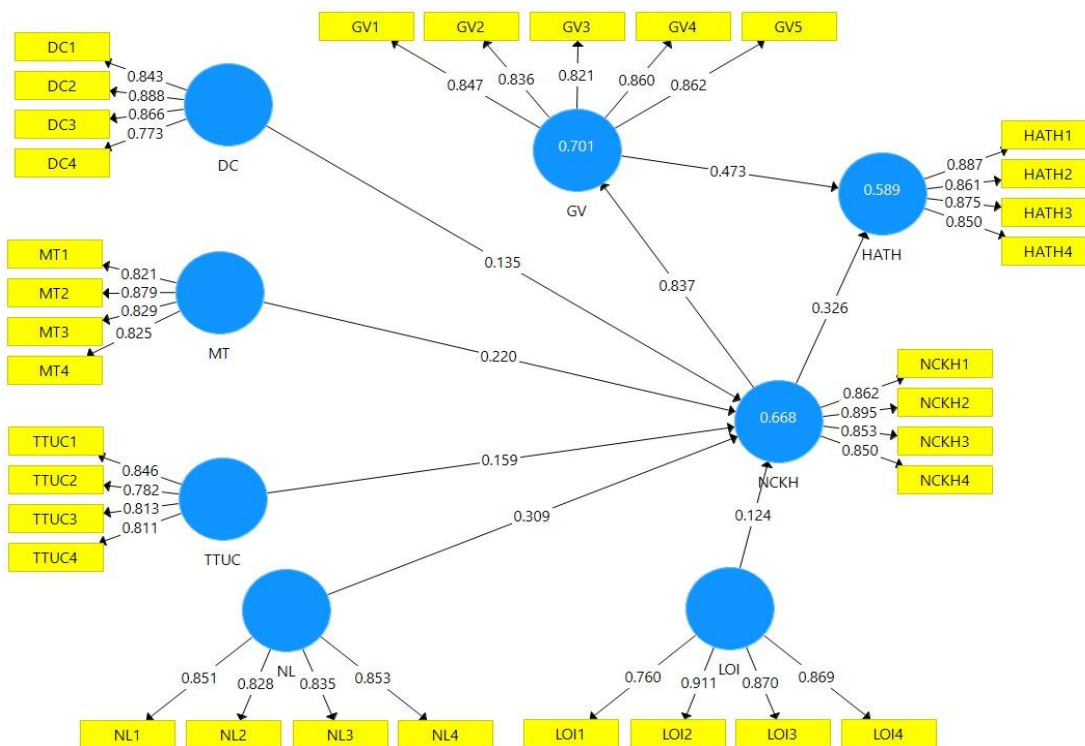 GV1
GV2
GV3
GV4
GV5
0.847
0.836
0.821
0.860
0.862
0.701
GV
DC1
DC2
DC3
DC4
0.843
0.888
0.866
0.773
DC
0.473
HATH1
HATH2
HATH3
HATH4
0.887
0.861
0.875
0.850
0.589
HATH
MT1
MT2
MT3
MT4
0.821
0.879
0.829
0.825
MT
0.135
0.837
0.326
0.220
NCKH1
NCKH2
NCKH3
NCKH4
0.862
0.895
0.853
0.850
0.668
NCKH
TTUC1
TTUC2
TTUC3
TTUC4
0.846
0.782
0.813
0.811
TTUC
0.159
0.309
0.124
NL
0.851
0.828
0.835
0.853
NL1
NL2
NL3
NL4
LOI
0.760
0.911
0.870
0.869
LOI1
LOI2
LOI3
LOI4